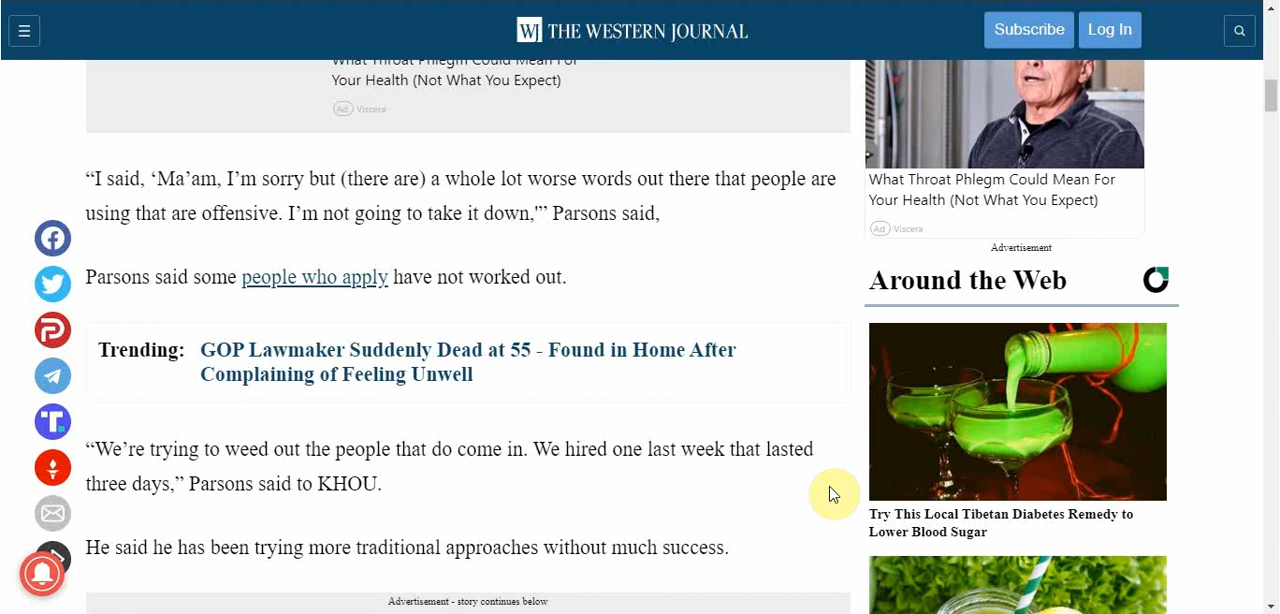 WJ THE WESTERN JOURNAL
Subscribe
Log In
What Throat Phlegm Could Mean For
Your Health (Not What You Expect)
Ad Viscera
“I said, ‘Ma’am, I’m sorry but (there are) a whole lot worse words out there that people are
using that are offensive. I’m not going to take it down,'” Parsons said,
Parsons said some people who apply have not worked out.
Trending: GOP Lawmaker Suddenly Dead at 55 - Found in Home After
Complaining of Feeling Unwell
“We’re trying to weed out the people that do come in. We hired one last week that lasted
three days,” Parsons said to KHOU.
He said he has been trying more traditional approaches without much success.
Advertisement - story continues below
What Throat Phlegm Could Mean For
Your Health (Not What You Expect)
Ad Viscera
Advertisement
Around the Web
Try This Local Tibetan Diabetes Remedy to
Lower Blood Sugar